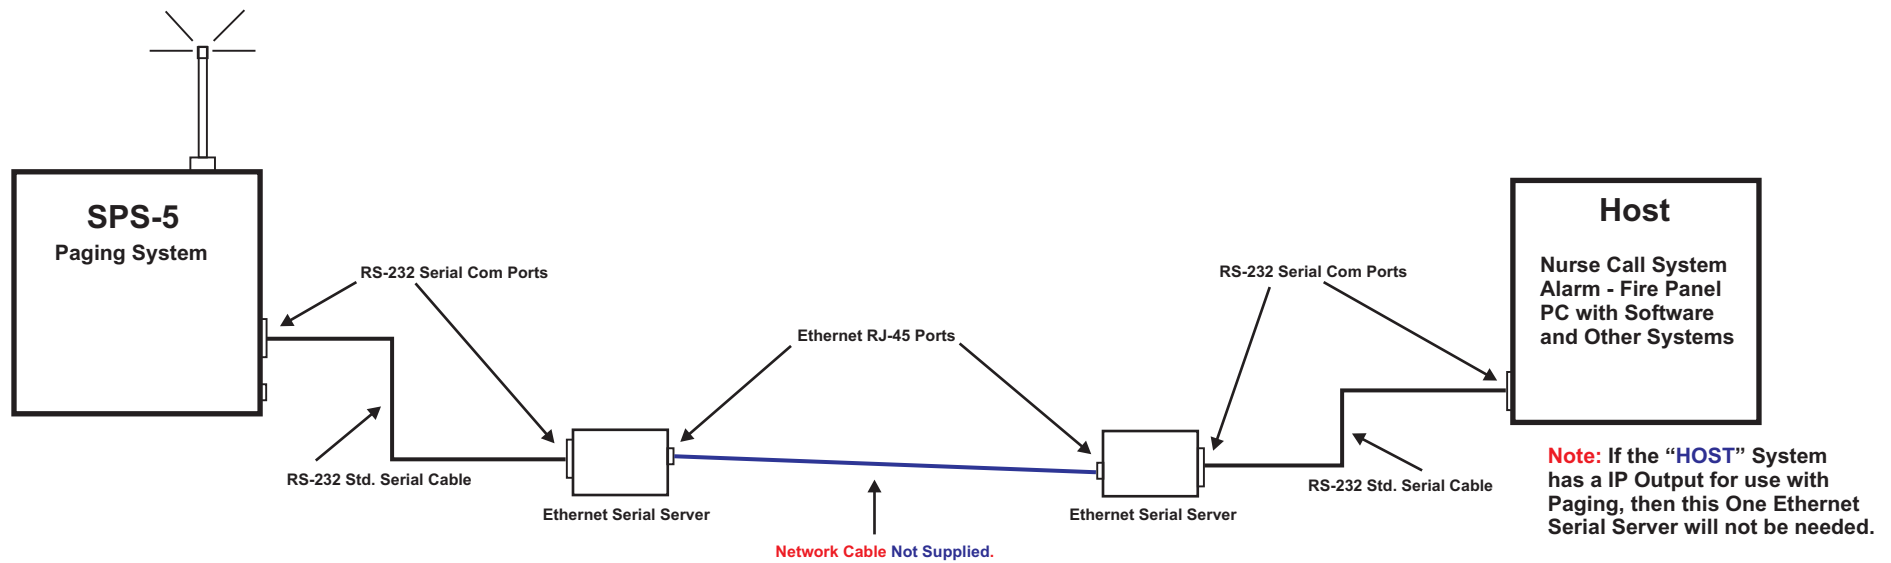 SPS-5
Paging System
RS-232 Serial Com Ports
RS-232 Std. Serial Cable
Ethernet Serial Server
Ethernet RJ-45 Ports
Network Cable Not Supplied.
RS-232 Serial Com Ports
Ethernet Serial Server
RS-232 Std. Serial Cable
Host
Nurse Call System
Alarm - Fire Panel
PC with Software
and Other Systems
Note: If the “HOST” System
has a IP Output for use with
Paging, then this One Ethernet
Serial Server will not be needed.